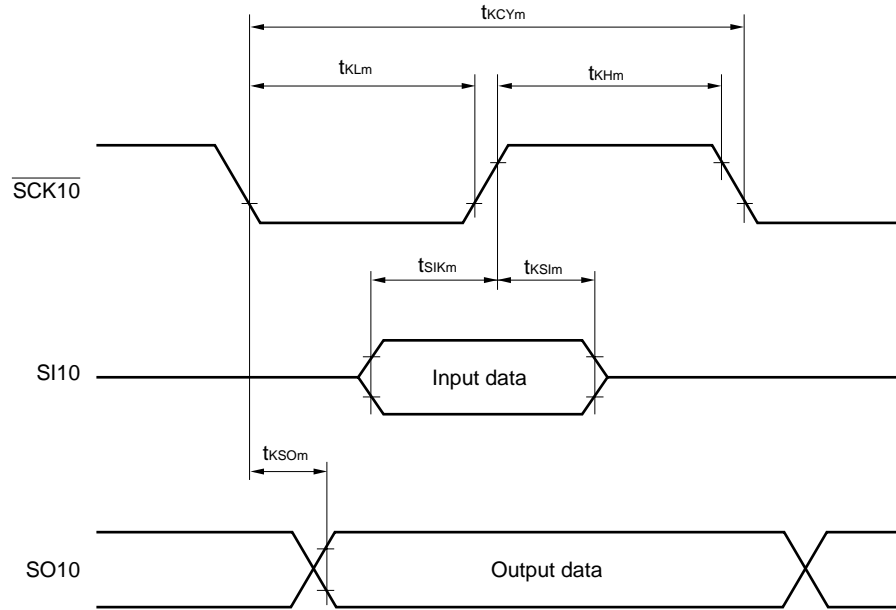 tKCYm
tKLm
tKHm
SCK10
tSIKm
tKSIm
SI10
Input data
tKSOm
SO10
Output data